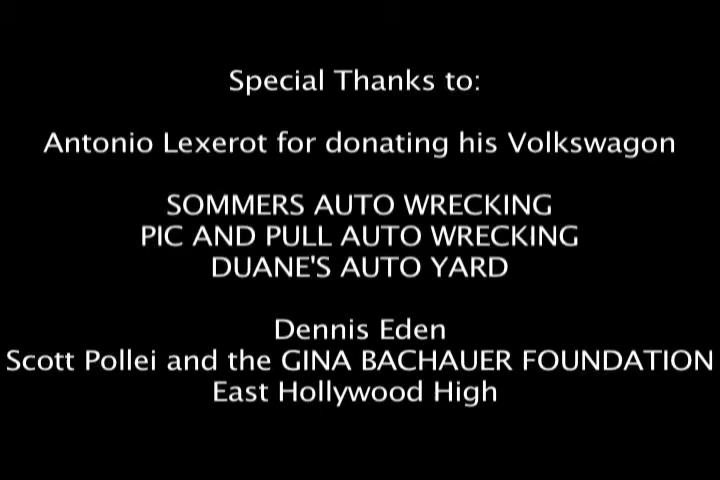 Special Thanks to:
Antonio Lexerot for donating his Volkswagon
SOMMERS AUTO WRECKING
PIC AND PULL AUTO WRECKING
DUANE'S AUTO YARD
Dennis Eden
Scott Pollei and the GINA BACHAUER FOUNDATION
East Hollywood High